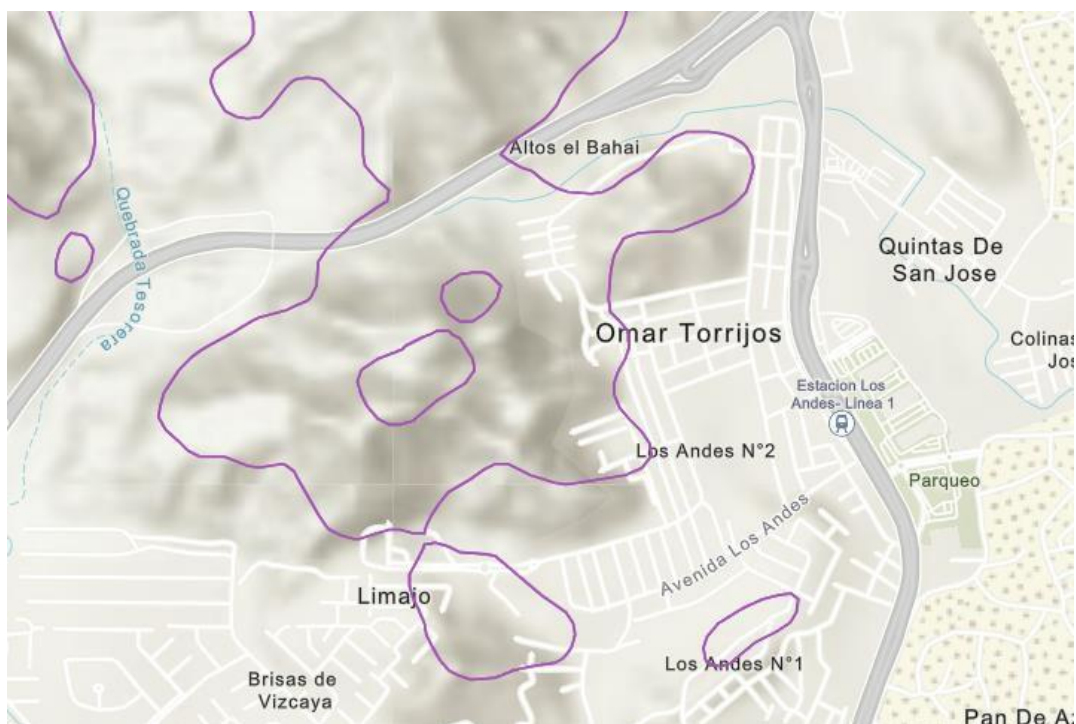 Altos el Bahai
Quebrada Tesorera
Quintas De
San Jose
Omar Torrijos
Colinas
Jos
Estacion Los
Andes- Linea 1
Los Andes N°2
Parqueo
Avenida Los Andes
Limajo
Los Andes N°1
Brisas de
Vizcaya
Pan De Az